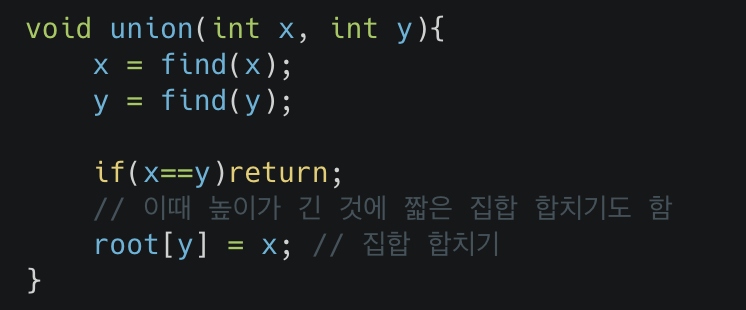 void union(int x, int y){
x = find(x);
y = find(y);
if(x==y)return;
// 이때 높이가 긴 것에 짧은 집합 합치기도 함
root[y] = x; // 집합 합치기
}